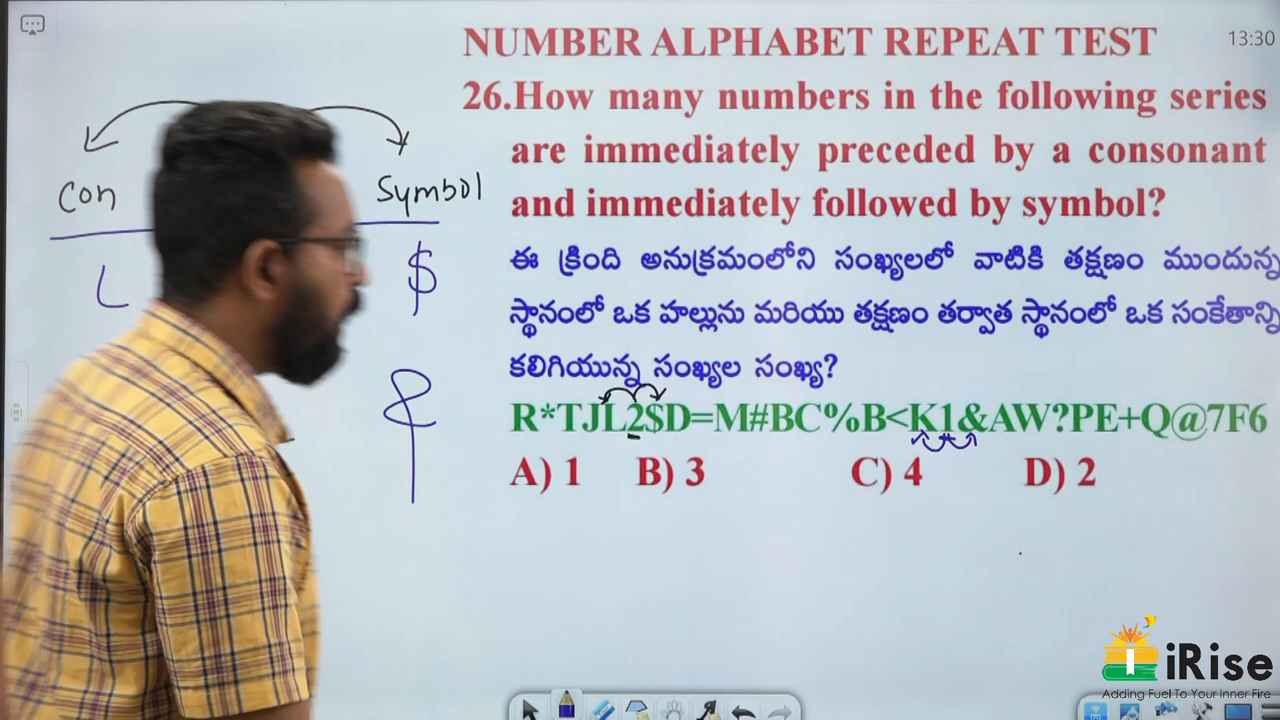 NUMBER ALPHABET REPEAT TEST
13:30
26.How many numbers in the following series
are immediately preceded by a consonant
and immediately followed by symbol?
ఈ క్రింది అనుక్రమంలోని సంఖ్యలలో వాటికి తక్షణం ముందున్న
స్థానంలో ఒక హల్లును మరియు తక్షణం తర్వాత స్థానంలో ఒక సంకేతాన్ని
కలిగియున్న సంఖ్యల సంఖ్య?
R*TJL2$D=M#BC%B<K1&AW?PE+Q@7F6
A) 1 B) 3 C) 4 D) 2
Con Symbol
L $
&
iRise
Adding Fuel To Your Inner Fire